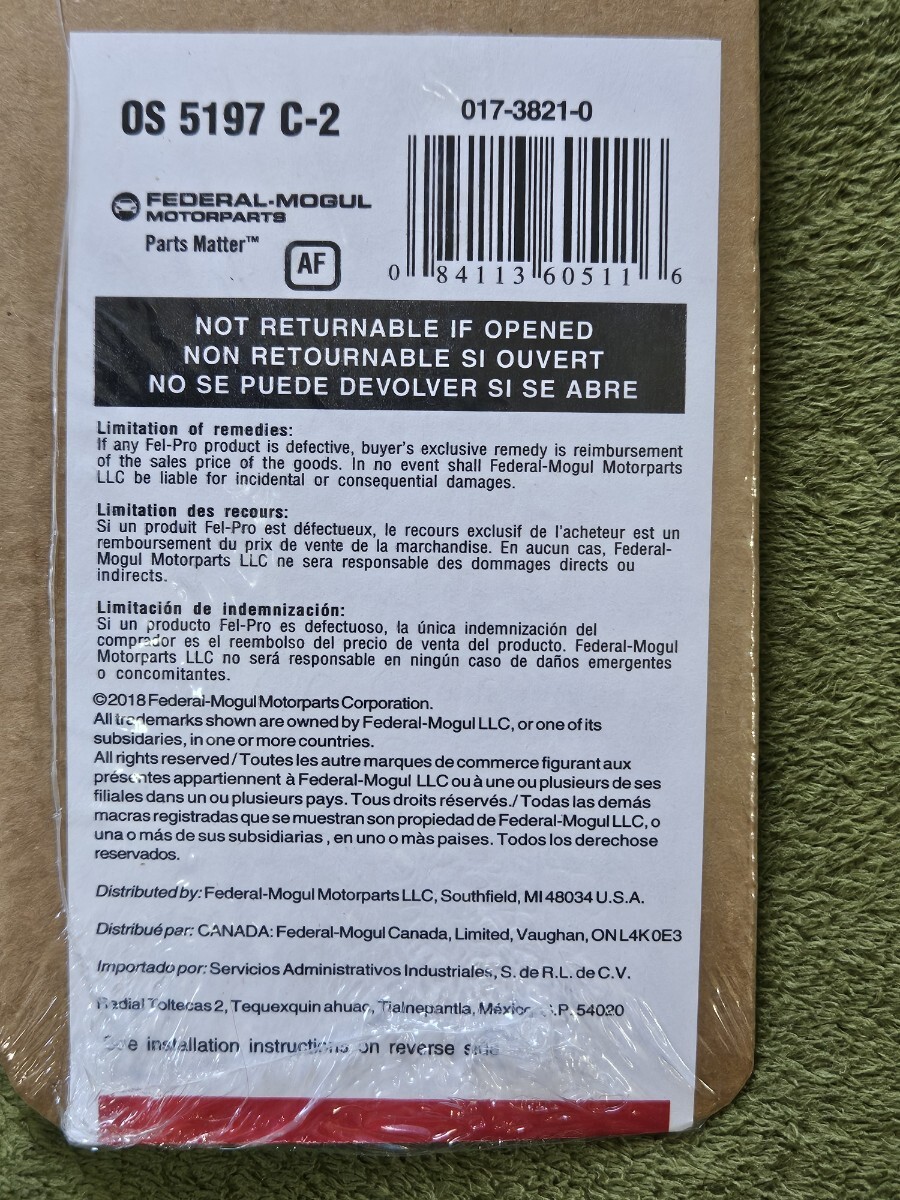 OS 5197 C-2
017-3821-0
FEDERAL-MOGUL
MOTORPARTS
Parts Matter™
AF
0 84113 60511 6
NOT RETURNABLE IF OPENED
NON RETOURNABLE SI OUVERT
NO SE PUEDE DEVOLVER SI SE ABRE
Limitation of remedies:
If any Fel-Pro product is defective, buyer's exclusive remedy is reimbursement
of the sales price of the goods. In no event shall Federal-Mogul Motorparts
LLC be liable for incidental or consequential damages.
Limitation des recours:
Si un produit Fel-Pro est défectueux, le recours exclusif de l'acheteur est un
remboursement du prix de vente de la marchandise. En aucun cas, Federal-
Mogul Motorparts LLC ne sera responsable des dommages directs ou
indirects.
Limitación de indemnización:
Si un producto Fel-Pro es defectuoso, la única indemnización del
comprador es el reembolso del precio de venta del producto. Federal-Mogul
Motorparts LLC no será responsable en ningún caso de daños emergentes
o concomitantes.
©2018 Federal-Mogul Motorparts Corporation.
All trademarks shown are owned by Federal-Mogul LLC, or one of its
subsidaries, in one or more countries.
All rights reserved / Toutes les autre marques de commerce figurant aux
présentes appartiennent à Federal-Mogul LLC ou à une ou plusieurs de ses
filiales dans un ou plusieurs pays. Tous droits réservés./ Todas las demás
macras registradas que se muestran son propiedad de Federal-Mogul LLC, o
una o más de sus subsidiarias , en uno o màs paises. Todos los derechose
reservados.
Distributed by: Federal-Mogul Motorparts LLC, Southfield, MI 48034 U.S.A.
Distribué par: CANADA: Federal-Mogul Canada, Limited, Vaughan, ON L4K 0E3
Importado por: Servicios Administrativos Industriales, S. de R.L. de C.V.
Radial Toltecas 2, Tequexquin ahuac, Tlalnepantla, México 54020
See installation instructions on reverse side